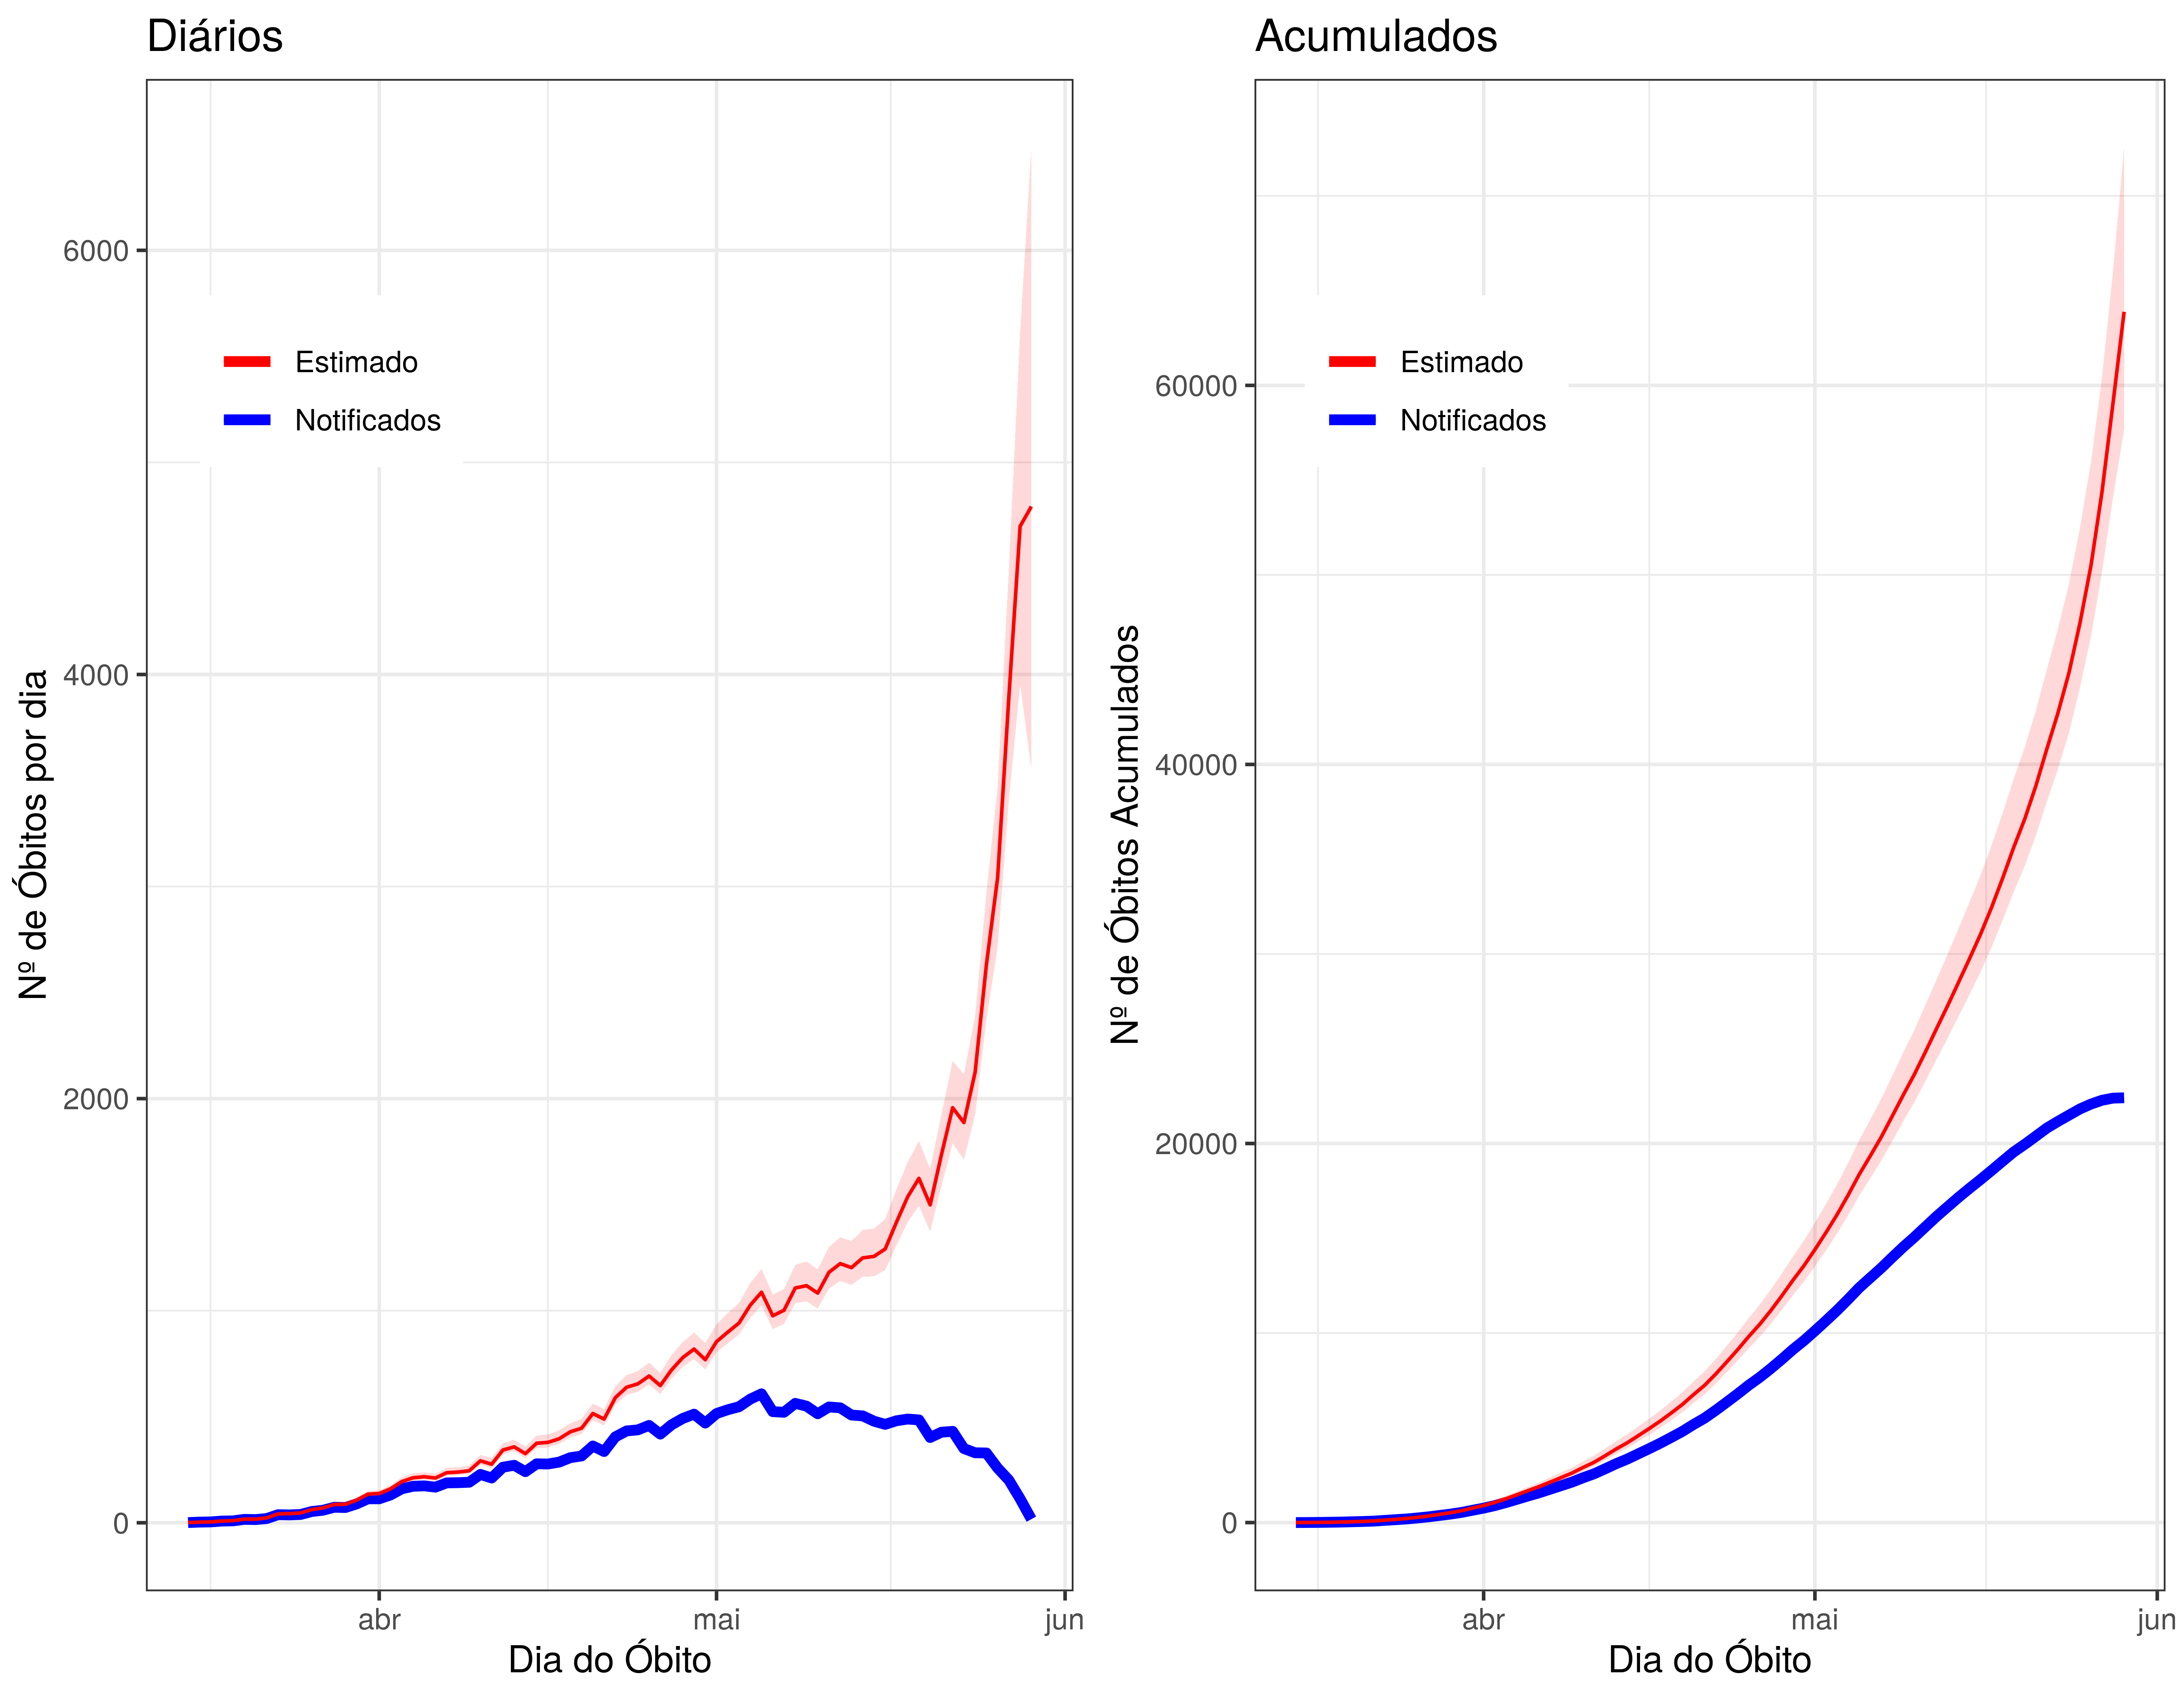 Diários
Nº de Óbitos por dia
6000
4000
2000
0
Estimado
Notificados
abr
mai
jun
Dia do Óbito
Acumulados
Nº de Óbitos Acumulados
60000
40000
20000
0
Estimado
Notificados
abr
mai
jun
Dia do Óbito